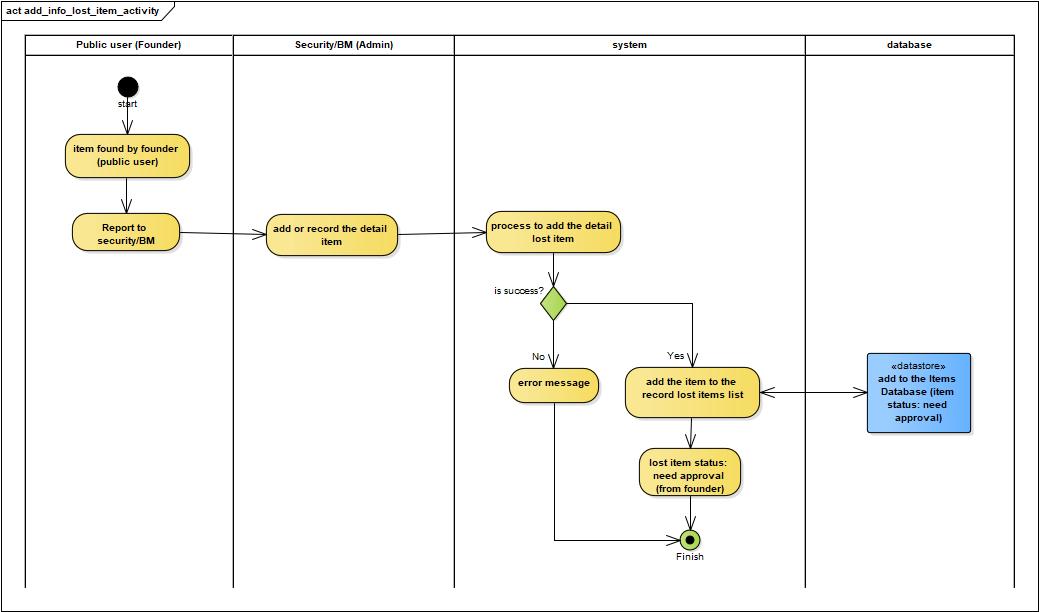 act add_info_lost_item_activity
Public user (Founder)
Security/BM (Admin)
system
database
start
item found by founder
(public user)
Report to
security/BM
add or record the detail
item
process to add the detail
lost item
is success?
No
Yes
error message
add the item to the
record lost items list
«datastore»
add to the Items
Database (item
status: need
approval)
lost item status:
need approval
(from founder)
Finish